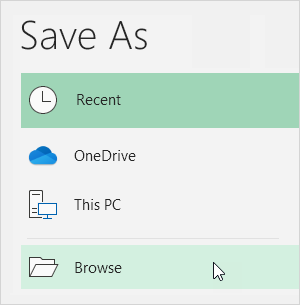 Save As
Recent
OneDrive
This PC
Browse